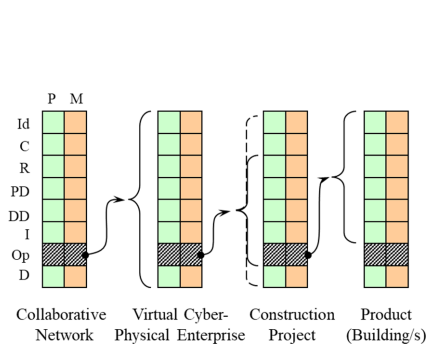 P M
Id
C
R
PD
DD
I
Op
D
Collaborative Virtual Cyber- Construction Product
Network Physical Enterprise Project (Building/s)